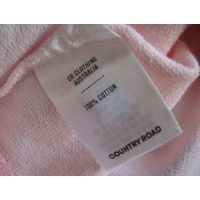 CR CLOTHING
AUSTRALIA
100% COTTON
COUNTRY ROAD